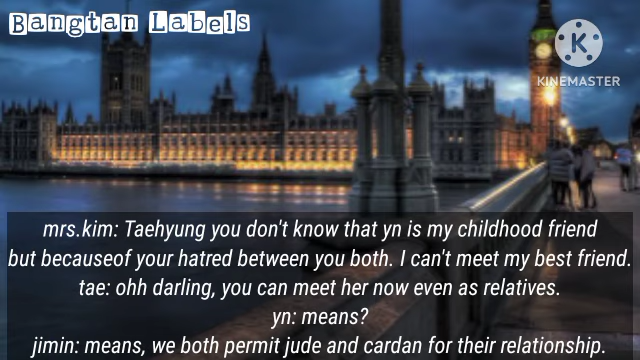 Bangtan Labels
KINEMASTER
mrs.kim: Taehyung you don't know that yn is my childhood friend
but becauseof your hatred between you both. I can't meet my best friend.
tae: ohh darling, you can meet her now even as relatives.
yn: means?
jimin: means, we both permit jude and cardan for their relationship.